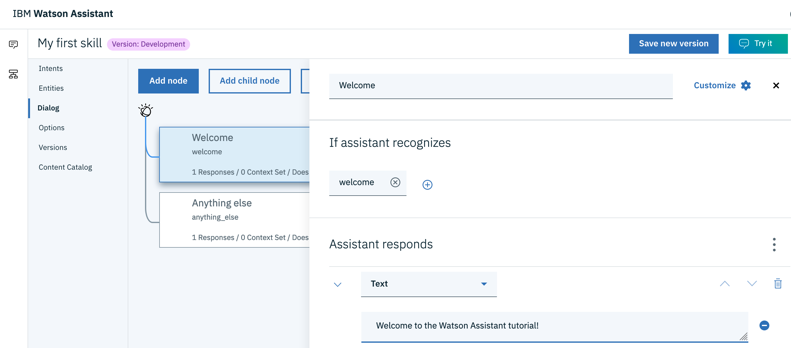 IBM Watson Assistant
My first skill Version: Development
Save new version
Try it
Intents
Entities
Dialog
Options
Versions
Content Catalog
Add node
Add child node
Welcome
welcome
1 Responses / 0 Context Set / Does
Anything else
anything_else
1 Responses / 0 Context Set / Does
Welcome
Customize
If assistant recognizes
welcome
Assistant responds
Text
Welcome to the Watson Assistant tutorial!